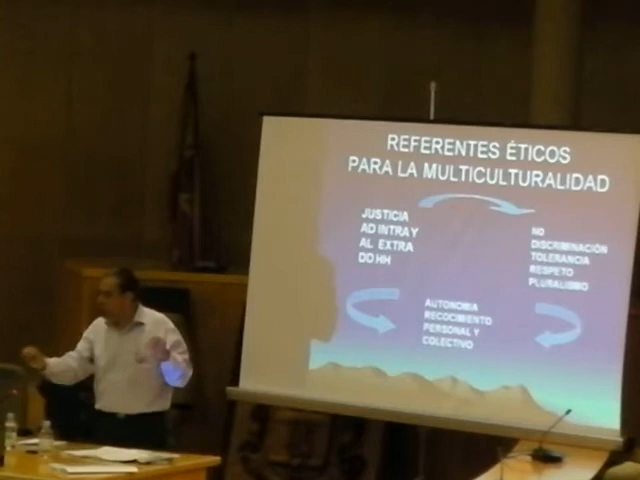 REFERENTES ÉTICOS
PARA LA MULTICULTURALIDAD
JUSTICIA
AD INTRA Y
AL EXTRA
DD HH
NO
DISCRIMINACIÓN
TOLERANCIA
RESPETO
PLURALISMO
AUTONOMIA
RECOCIMIENTO
PERSONAL Y
COLECTIVO